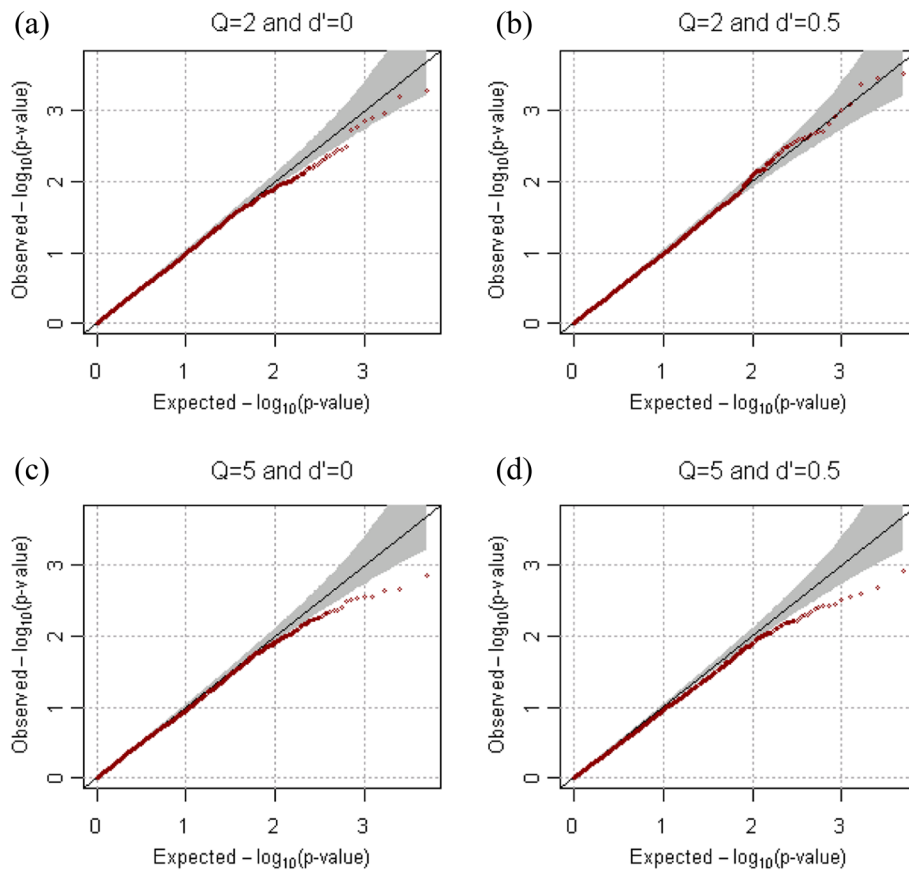 (a)
Q=2 and d'=0
Observed – log10(p-value)
3
2
1
0
0 1 2 3
Expected – log10(p-value)
(b)
Q=2 and d'=0.5
Observed – log10(p-value)
3
2
1
0
0 1 2 3
Expected – log10(p-value)
(c)
Q=5 and d'=0
Observed – log10(p-value)
3
2
1
0
0 1 2 3
Expected – log10(p-value)
(d)
Q=5 and d'=0.5
Observed – log10(p-value)
3
2
1
0
0 1 2 3
Expected – log10(p-value)